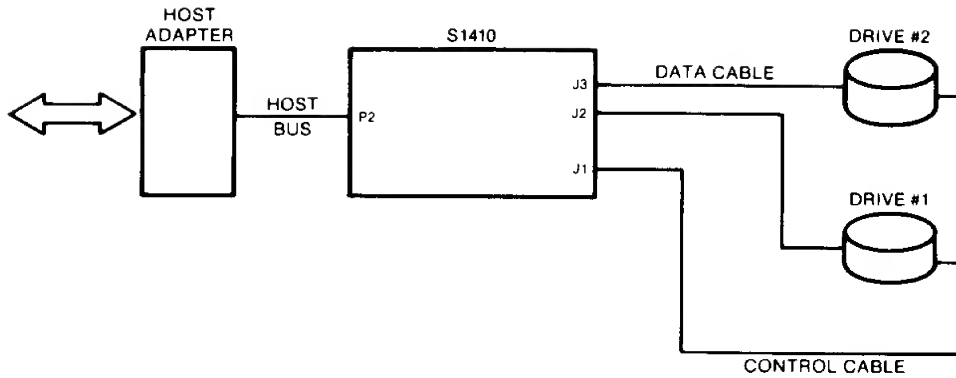 HOST
ADAPTER
S1410
DRIVE #2
J3
DATA CABLE
HOST
BUS
P2
J2
J1
DRIVE #1
CONTROL CABLE